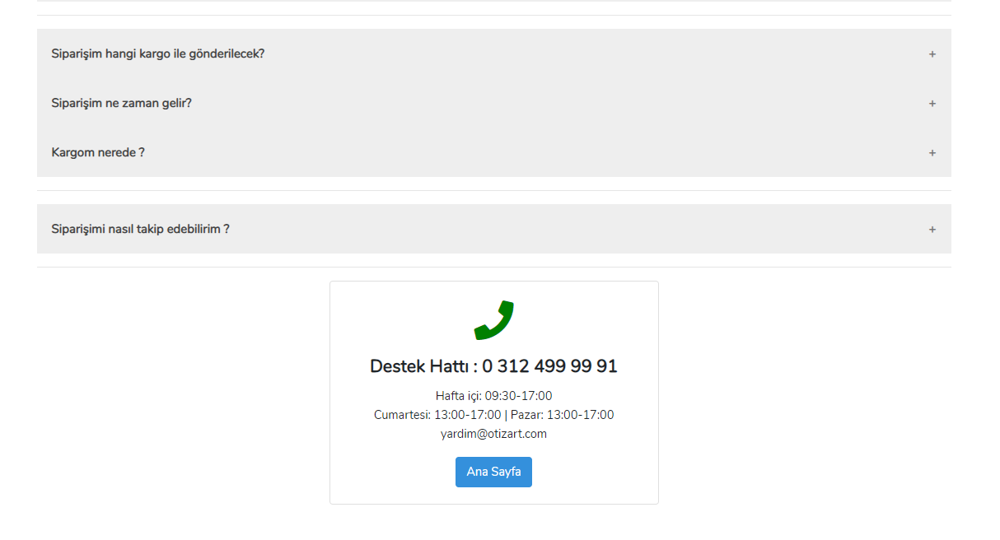 Siparişim hangi kargo ile gönderilecek? +
Siparişim ne zaman gelir? +
Kargom nerede ? +
Siparişimi nasıl takip edebilirim ? +
Destek Hattı : 0 312 499 99 91
Hafta içi: 09:30-17:00
Cumartesi: 13:00-17:00 | Pazar: 13:00-17:00
yardim@otizart.com
Ana Sayfa